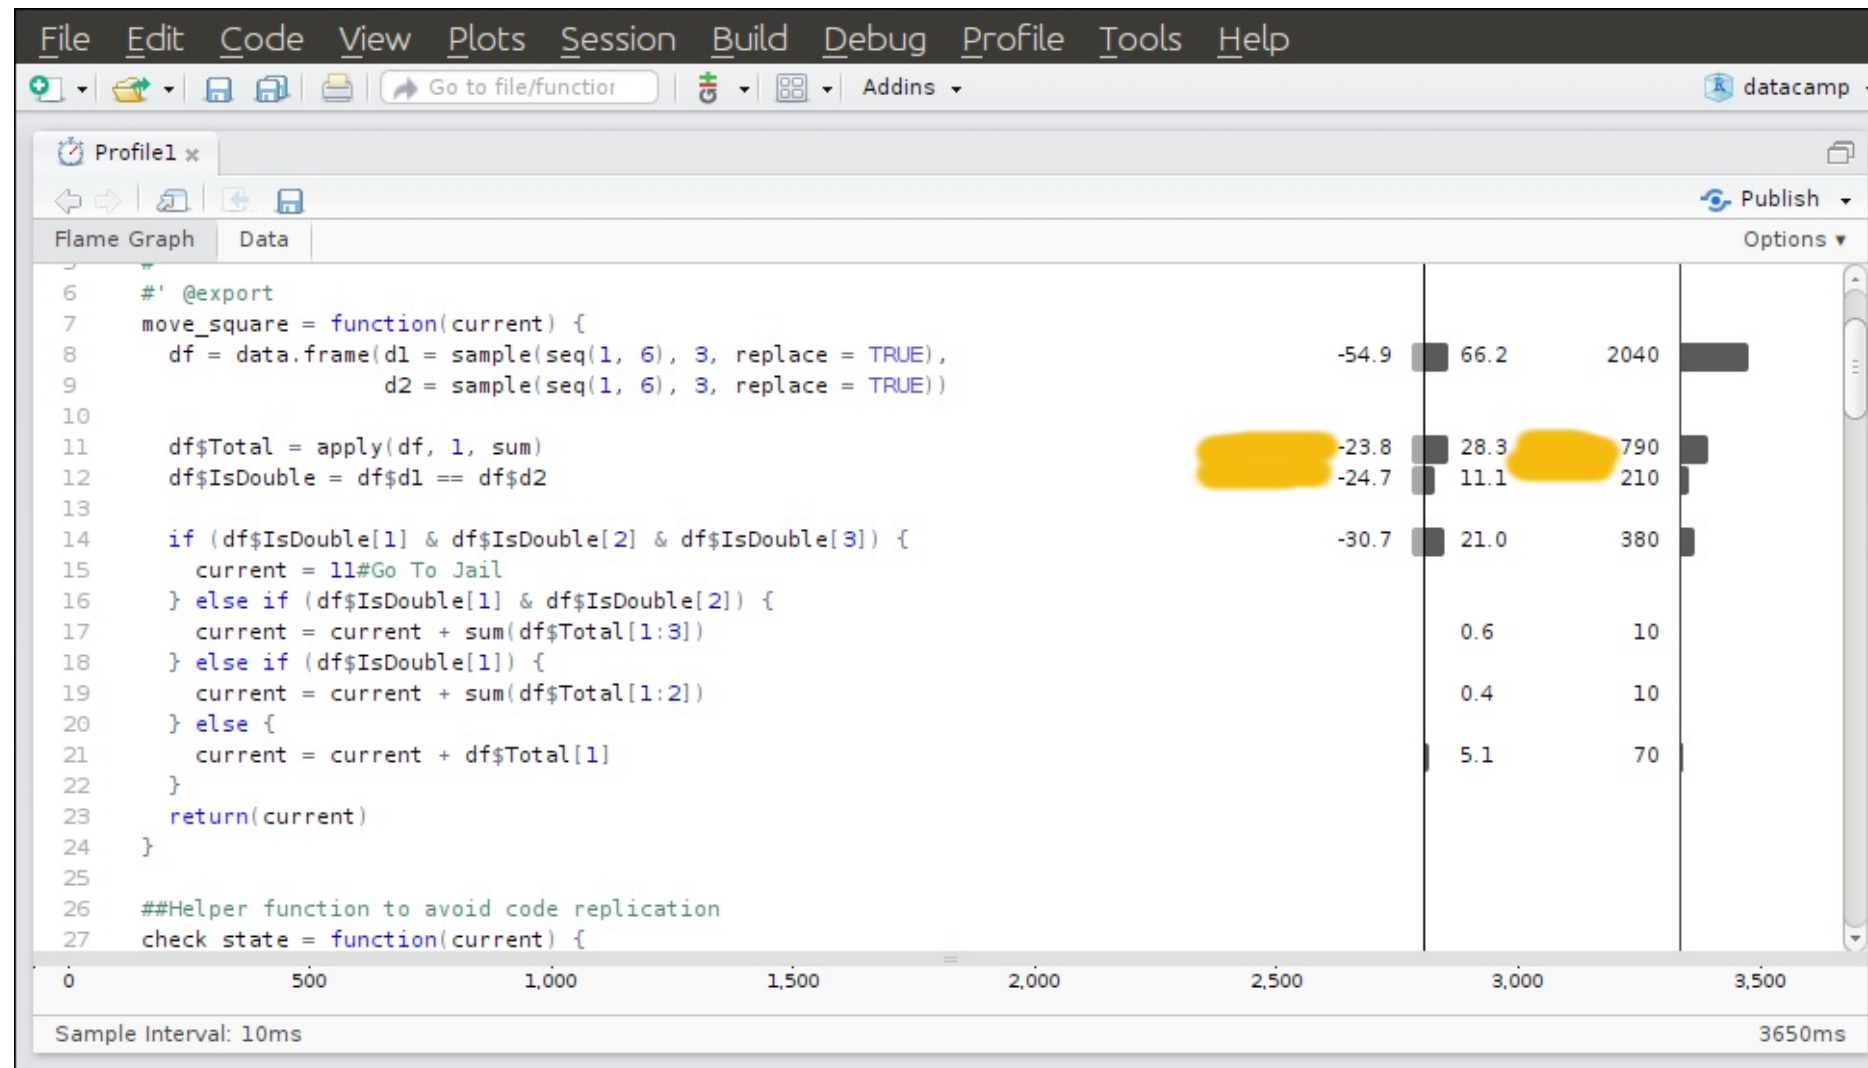 File Edit Code View Plots Session Build Debug Profile Tools Help
Go to file/function Addins datacamp
Profile1
Publish
Flame Graph Data Options
6 #' @export
7 move_square = function(current) {
8 df = data.frame(d1 = sample(seq(1, 6), 3, replace = TRUE), -54.9 66.2 2040
9 d2 = sample(seq(1, 6), 3, replace = TRUE))
10
11 df$Total = apply(df, 1, sum) -23.8 28.3 790
12 df$IsDouble = df$d1 == df$d2 -24.7 11.1 210
13
14 if (df$IsDouble[1] & df$IsDouble[2] & df$IsDouble[3]) { -30.7 21.0 380
15 current = 11#Go To Jail
16 } else if (df$IsDouble[1] & df$IsDouble[2]) {
17 current = current + sum(df$Total[1:3]) 0.6 10
18 } else if (df$IsDouble[1]) {
19 current = current + sum(df$Total[1:2]) 0.4 10
20 } else {
21 current = current + df$Total[1] 5.1 70
22 }
23 return(current)
24 }
25
26 ##Helper function to avoid code replication
27 check state = function(current) {
0 500 1,000 1,500 2,000 2,500 3,000 3,500
Sample Interval: 10ms 3650ms